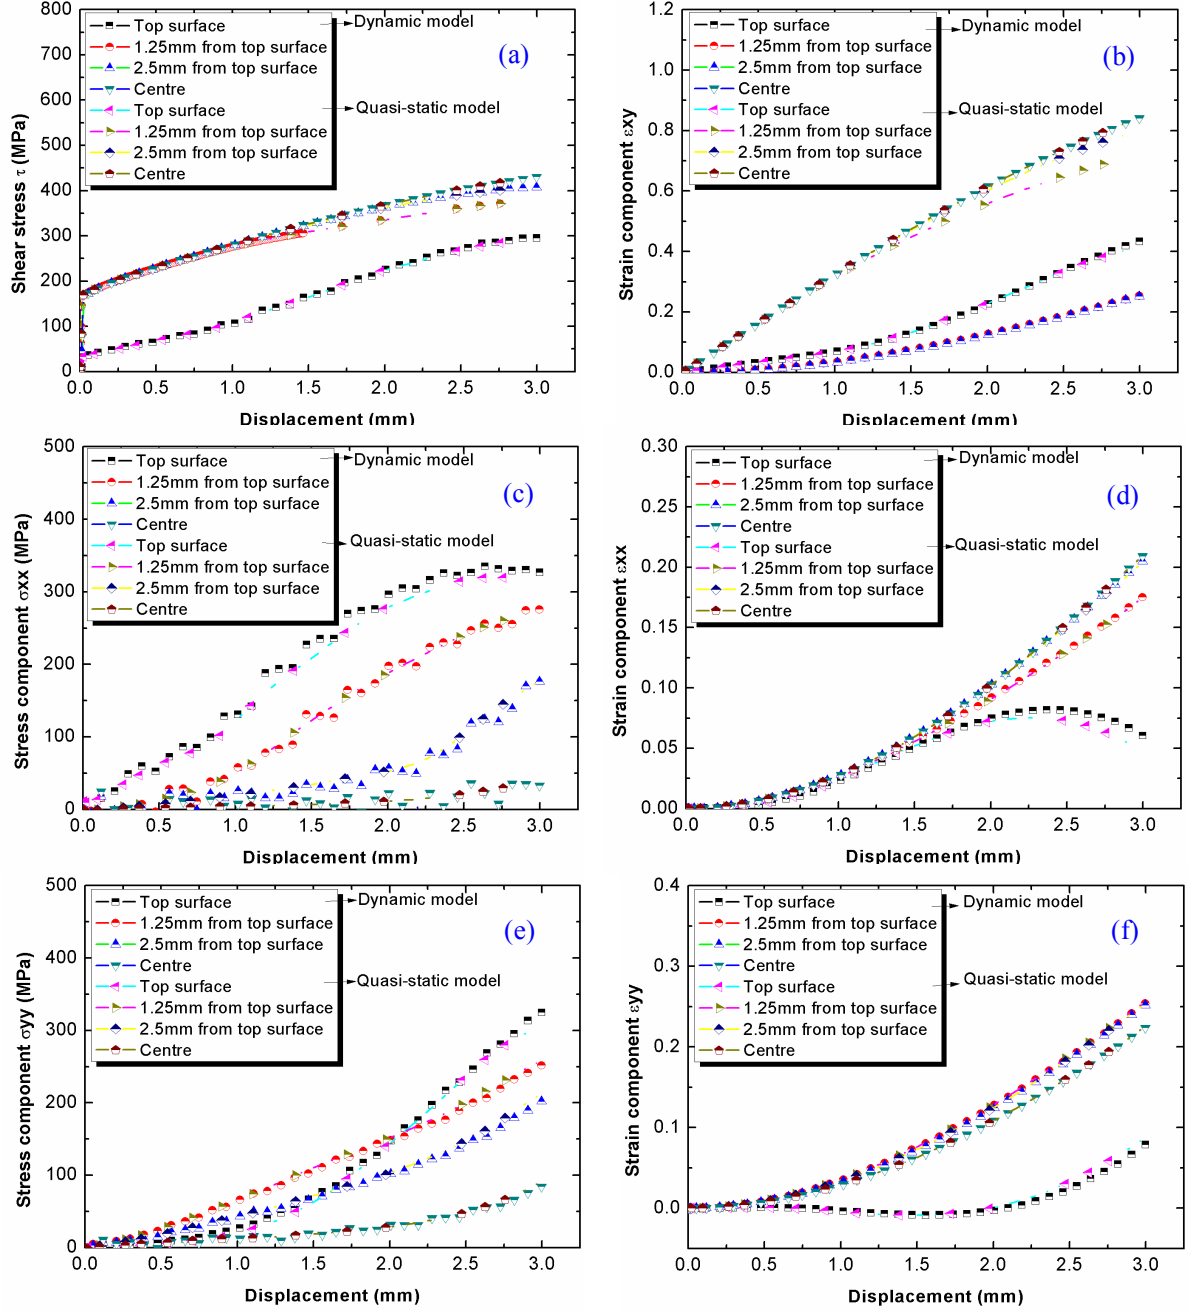 800
700
600
500
400
300
200
100
0
Shear stress τ (MPa)
Top surface
1.25mm from top surface
2.5mm from top surface
Centre
Top surface
1.25mm from top surface
2.5mm from top surface
Centre
Dynamic model
Quasi-static model
(a)
0.0 0.5 1.0 1.5 2.0 2.5 3.0
Displacement (mm)
1.2
1.0
0.8
0.6
0.4
0.2
0.0
Strain component εxy
Top surface
1.25mm from top surface
2.5mm from top surface
Centre
Top surface
1.25mm from top surface
2.5mm from top surface
Centre
Dynamic model
Quasi-static model
(b)
0.0 0.5 1.0 1.5 2.0 2.5 3.0
Displacement (mm)
500
400
300
200
100
0
Stress component σxx (MPa)
Top surface
1.25mm from top surface
2.5mm from top surface
Centre
Top surface
1.25mm from top surface
2.5mm from top surface
Centre
Dynamic model
Quasi-static model
(c)
0.0 0.5 1.0 1.5 2.0 2.5 3.0
Displacement (mm)
0.30
0.25
0.20
0.15
0.10
0.05
0.00
Strain component εxx
Top surface
1.25mm from top surface
2.5mm from top surface
Centre
Top surface
1.25mm from top surface
2.5mm from top surface
Centre
Dynamic model
Quasi-static model
(d)
0.0 0.5 1.0 1.5 2.0 2.5 3.0
Displacement (mm)
500
400
300
200
100
0
Stress component σyy (MPa)
Top surface
1.25mm from top surface
2.5mm from top surface
Centre
Top surface
1.25mm from top surface
2.5mm from top surface
Centre
Dynamic model
Quasi-static model
(e)
0.0 0.5 1.0 1.5 2.0 2.5 3.0
Displacement (mm)
0.4
0.3
0.2
0.1
0.0
Strain component εyy
Top surface
1.25mm from top surface
2.5mm from top surface
Centre
Top surface
1.25mm from top surface
2.5mm from top surface
Centre
Dynamic model
Quasi-static model
(f)
0.0 0.5 1.0 1.5 2.0 2.5 3.0
Displacement (mm)